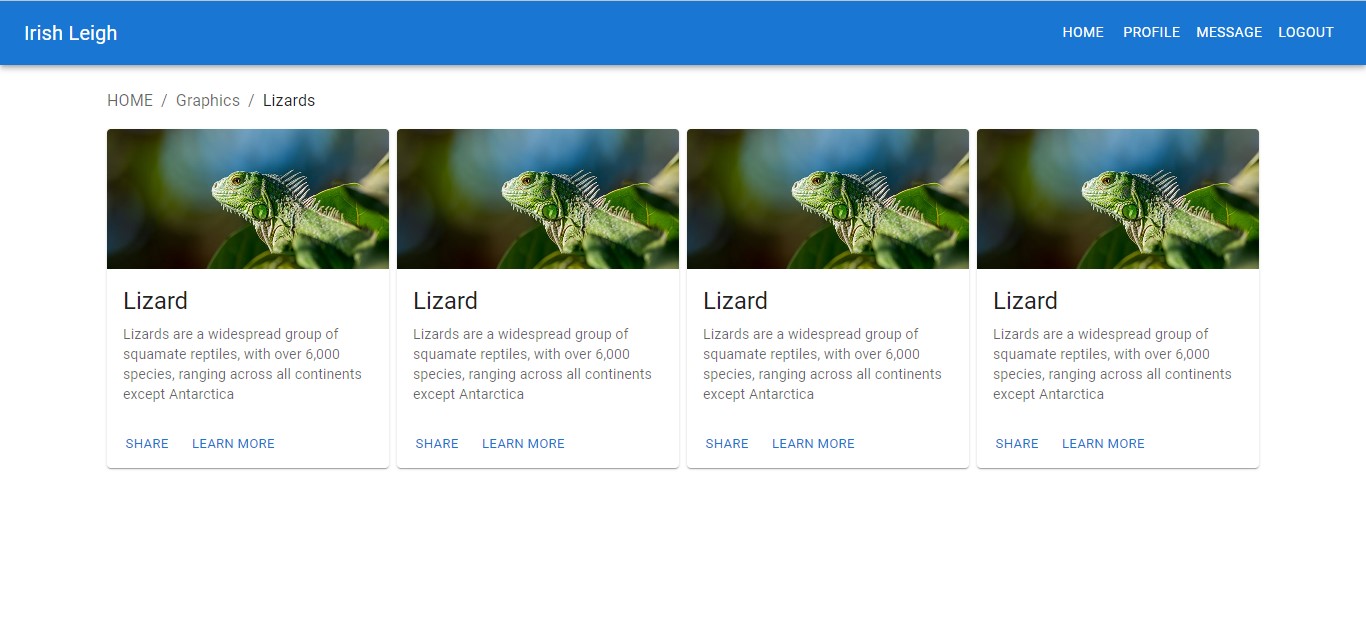 Irish Leigh HOME PROFILE MESSAGE LOGOUT
HOME / Graphics / Lizards
Lizard
Lizards are a widespread group of
squamate reptiles, with over 6,000
species, ranging across all continents
except Antarctica
SHARE LEARN MORE
Lizard
Lizards are a widespread group of
squamate reptiles, with over 6,000
species, ranging across all continents
except Antarctica
SHARE LEARN MORE
Lizard
Lizards are a widespread group of
squamate reptiles, with over 6,000
species, ranging across all continents
except Antarctica
SHARE LEARN MORE
Lizard
Lizards are a widespread group of
squamate reptiles, with over 6,000
species, ranging across all continents
except Antarctica
SHARE LEARN MORE